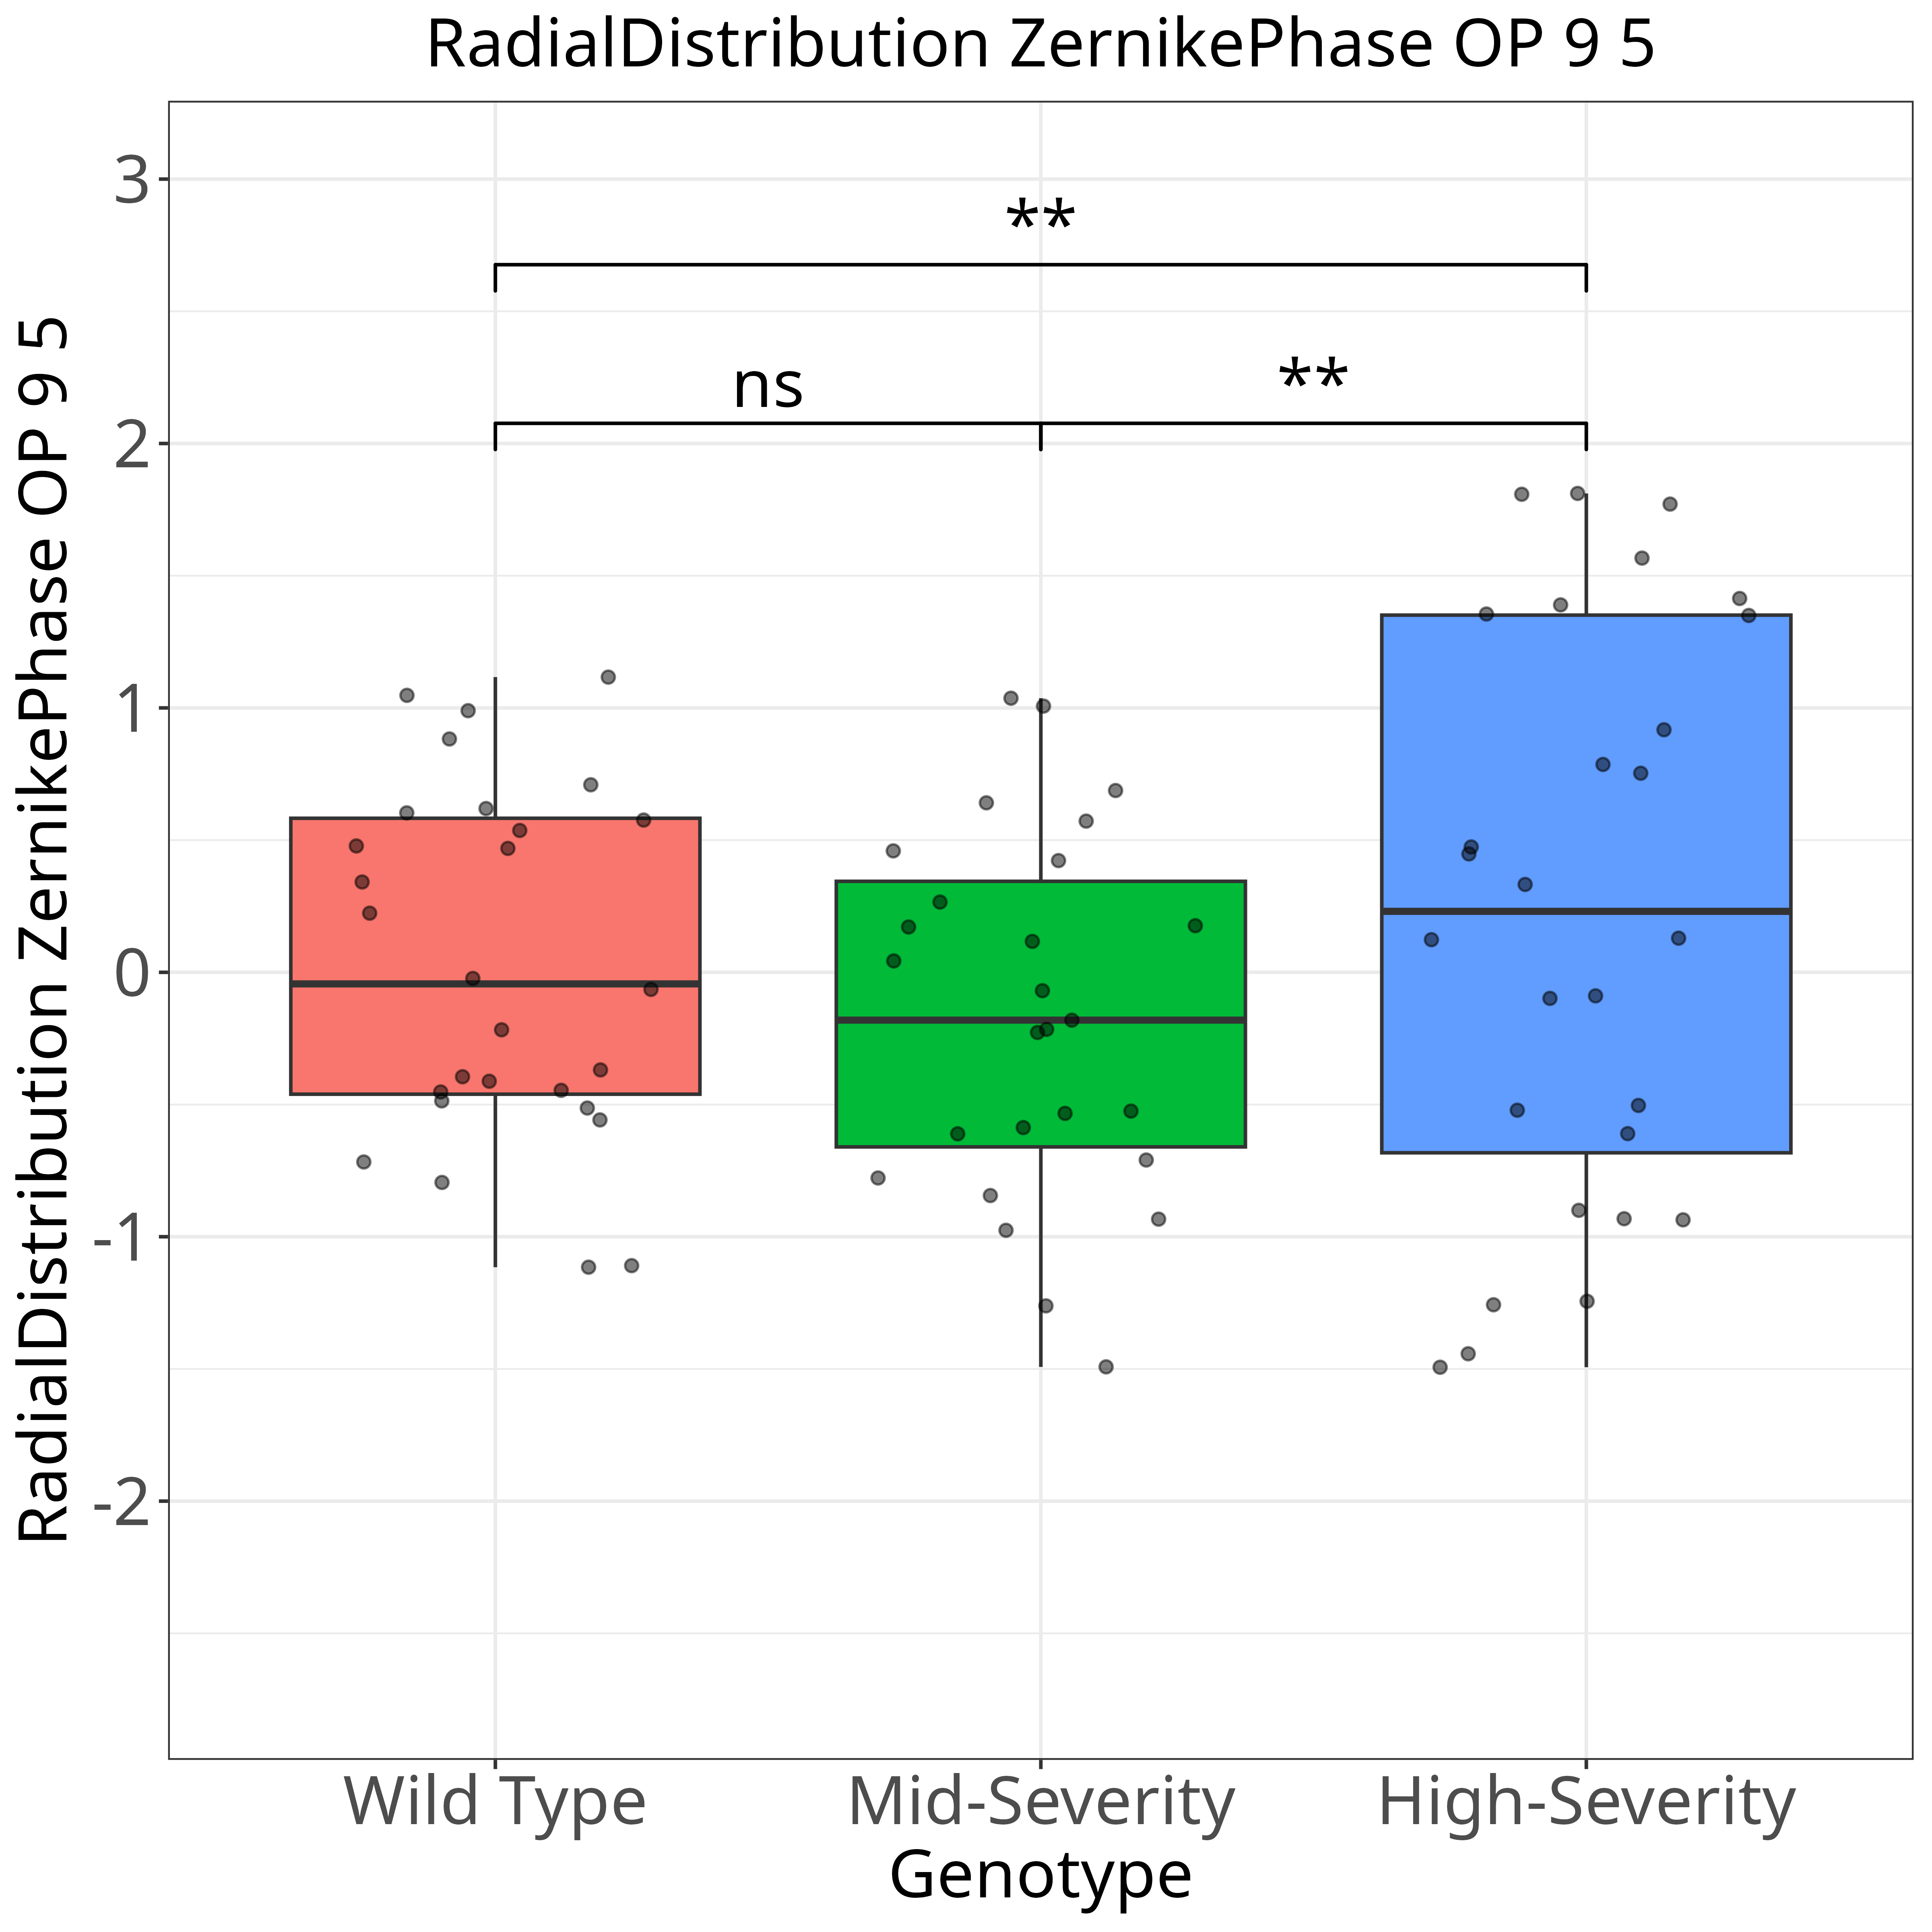 RadialDistribution ZernikePhase OP 9 5
RadialDistribution ZernikePhase OP 9 5
3
2
1
0
-1
-2
**
ns
**
Wild Type
Mid-Severity
High-Severity
Genotype